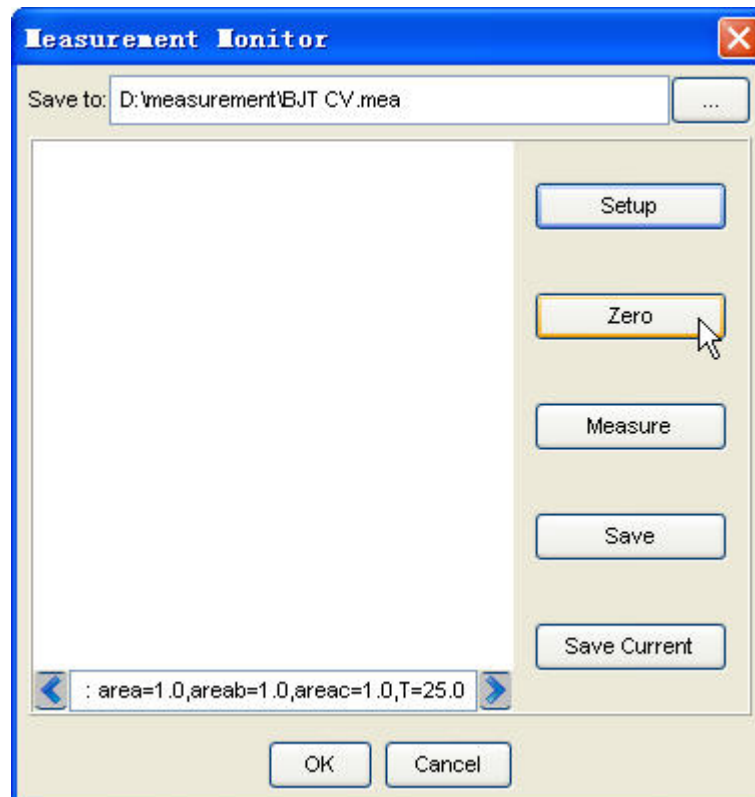 Measurement Monitor
Save to: D:\measurement\BJT CV.mea ...
Setup
Zero
Measure
Save
Save Current
: area=1.0,areab=1.0,areac=1.0,T=25.0
OK Cancel